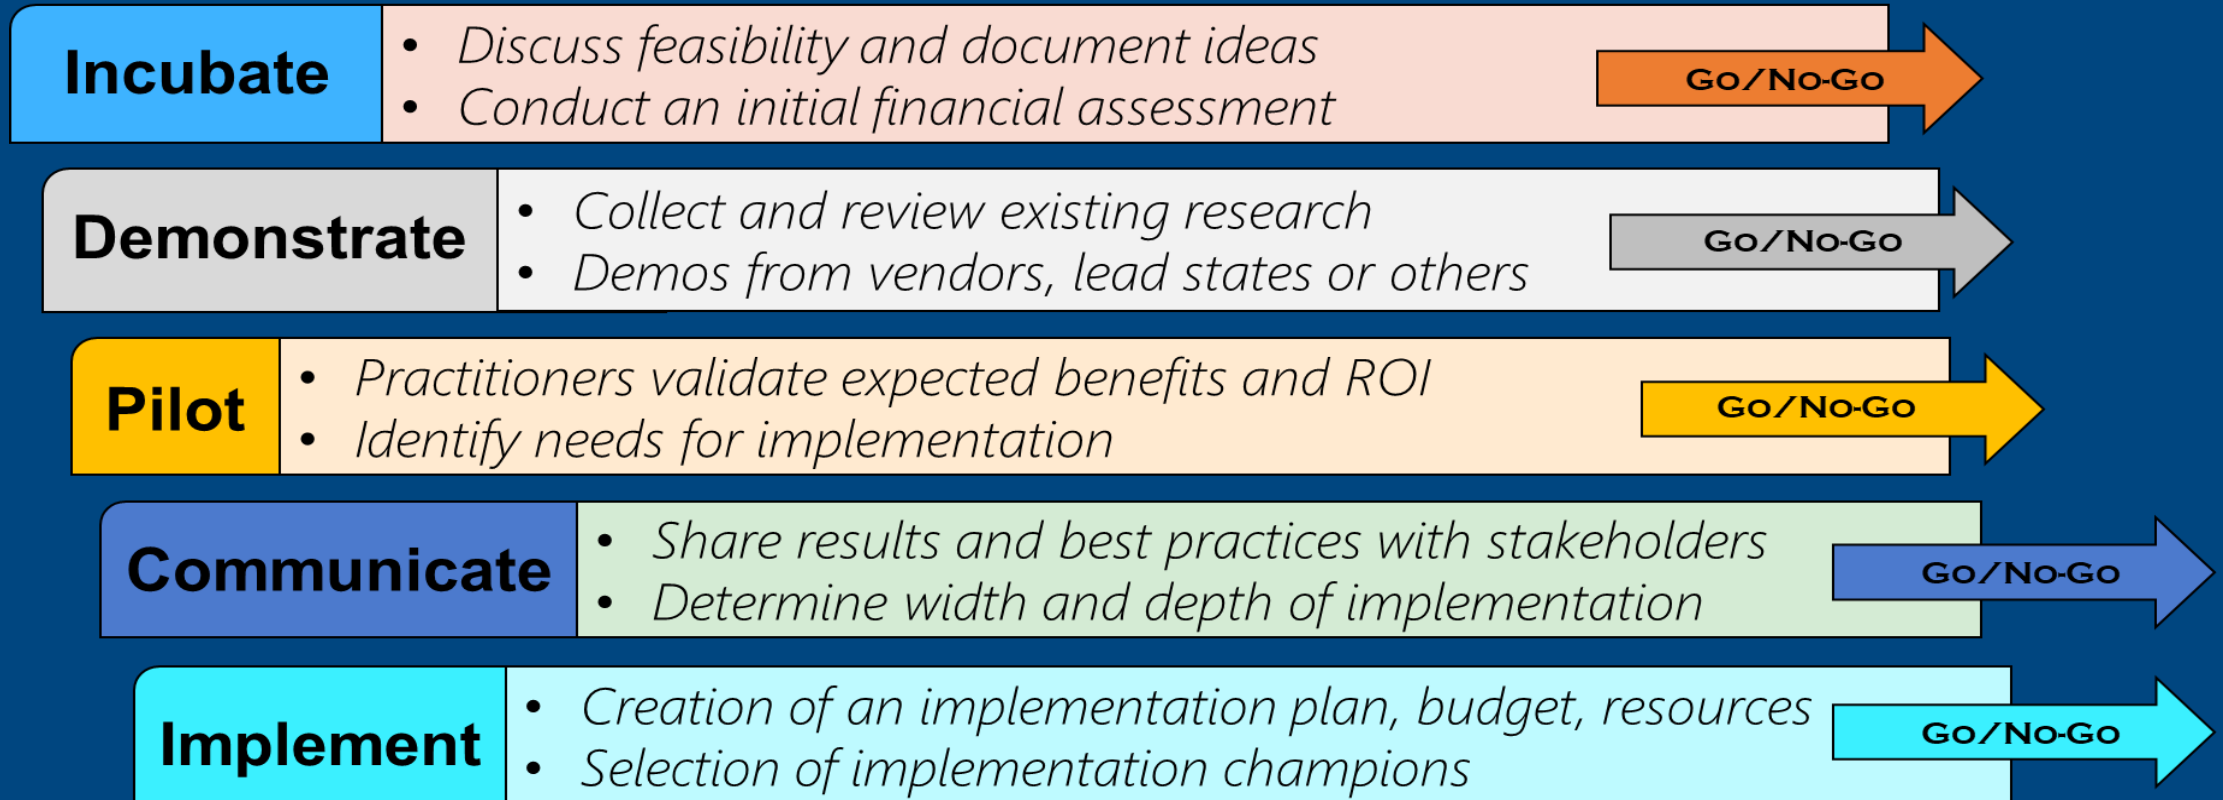 Incubate
• Discuss feasibility and document ideas
• Conduct an initial financial assessment
Go/No-Go
Demonstrate
• Collect and review existing research
• Demos from vendors, lead states or others
Go/No-Go
Pilot
• Practitioners validate expected benefits and ROI
• Identify needs for implementation
Go/No-Go
Communicate
• Share results and best practices with stakeholders
• Determine width and depth of implementation
Go/No-Go
Implement
• Creation of an implementation plan, budget, resources
• Selection of implementation champions
Go/No-Go